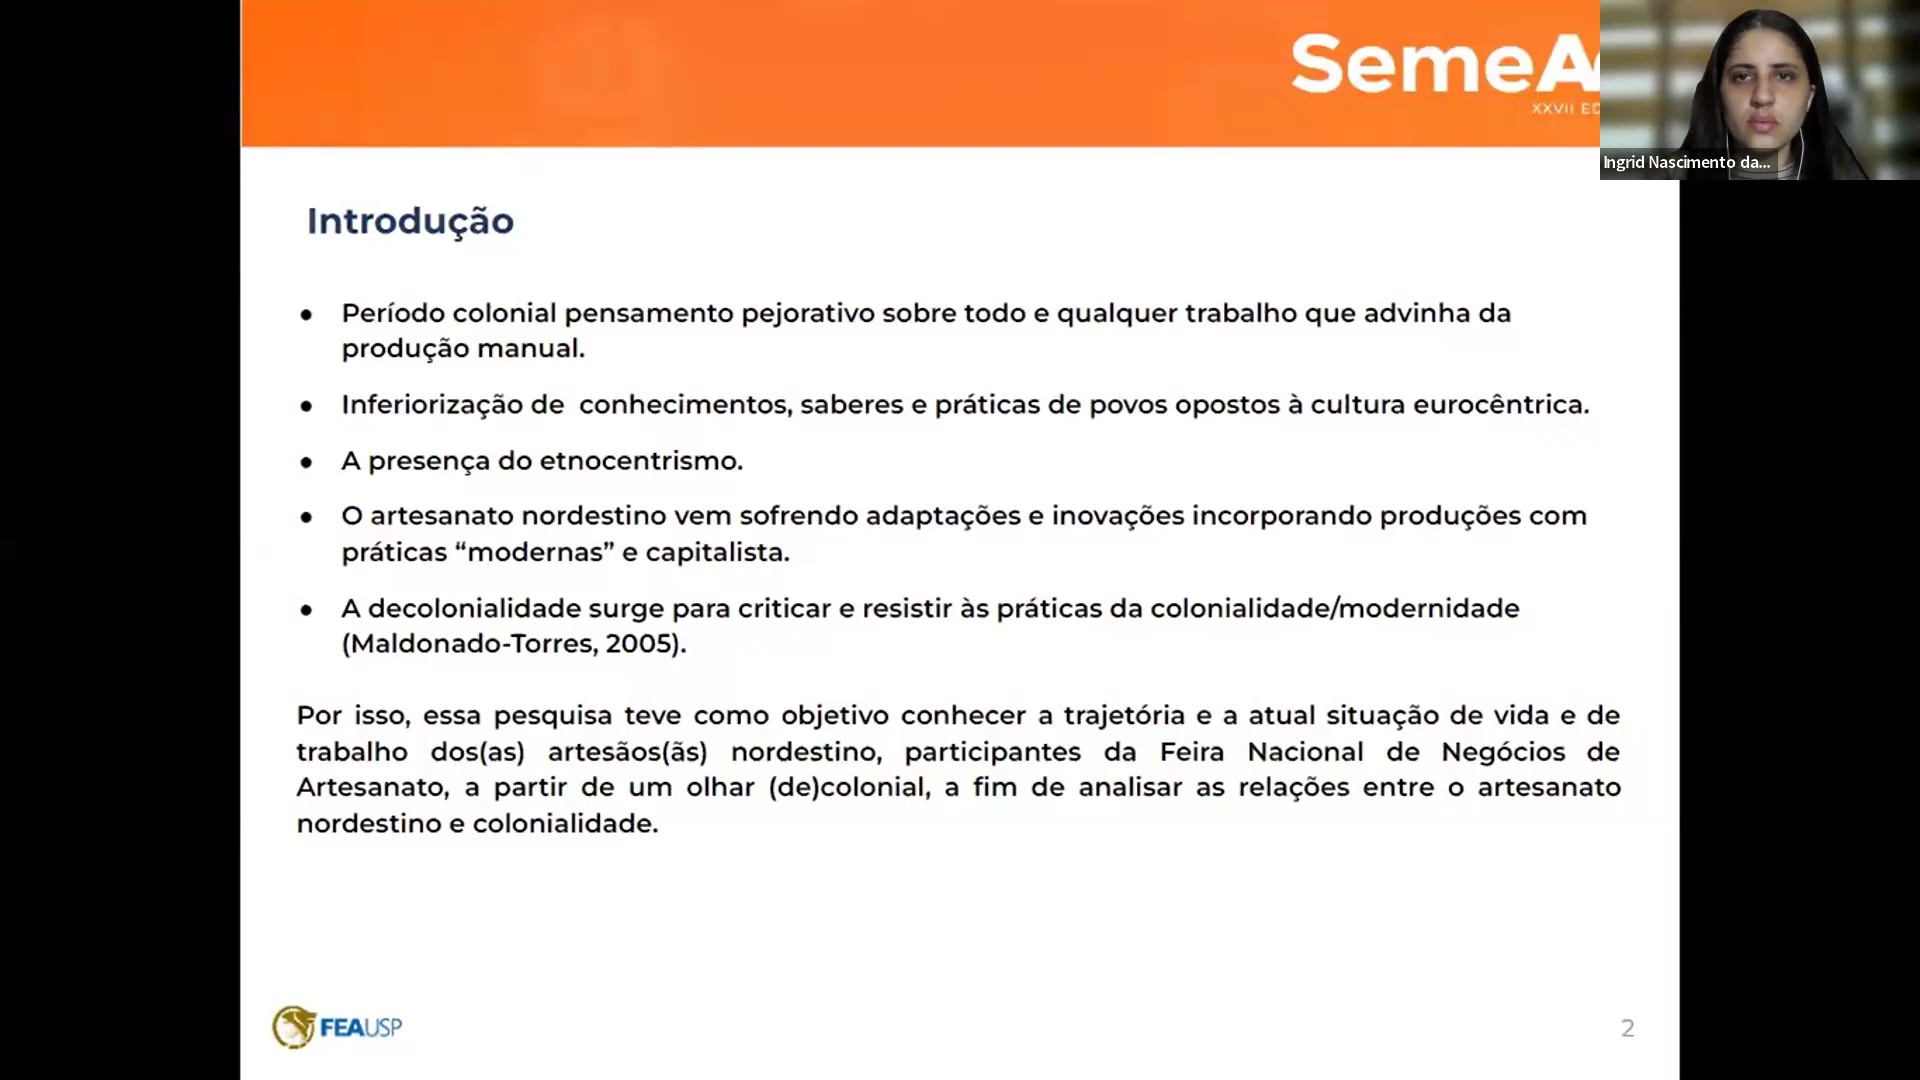 SemeA
XXVII ED
Ingrid Nascimento da...
Introdução
● Período colonial pensamento pejorativo sobre todo e qualquer trabalho que advinha da
produção manual.
● Inferiorização de  conhecimentos, saberes e práticas de povos opostos à cultura eurocêntrica.
● A presença do etnocentrismo.
● O artesanato nordestino vem sofrendo adaptações e inovações incorporando produções com
práticas “modernas” e capitalista.
● A decolonialidade surge para criticar e resistir às práticas da colonialidade/modernidade
(Maldonado-Torres, 2005).
Por isso, essa pesquisa teve como objetivo conhecer a trajetória e a atual situação de vida e de
trabalho dos(as) artesãos(ãs) nordestino, participantes da Feira Nacional de Negócios de
Artesanato, a partir de um olhar (de)colonial, a fim de analisar as relações entre o artesanato
nordestino e colonialidade.
FEAUSP
2